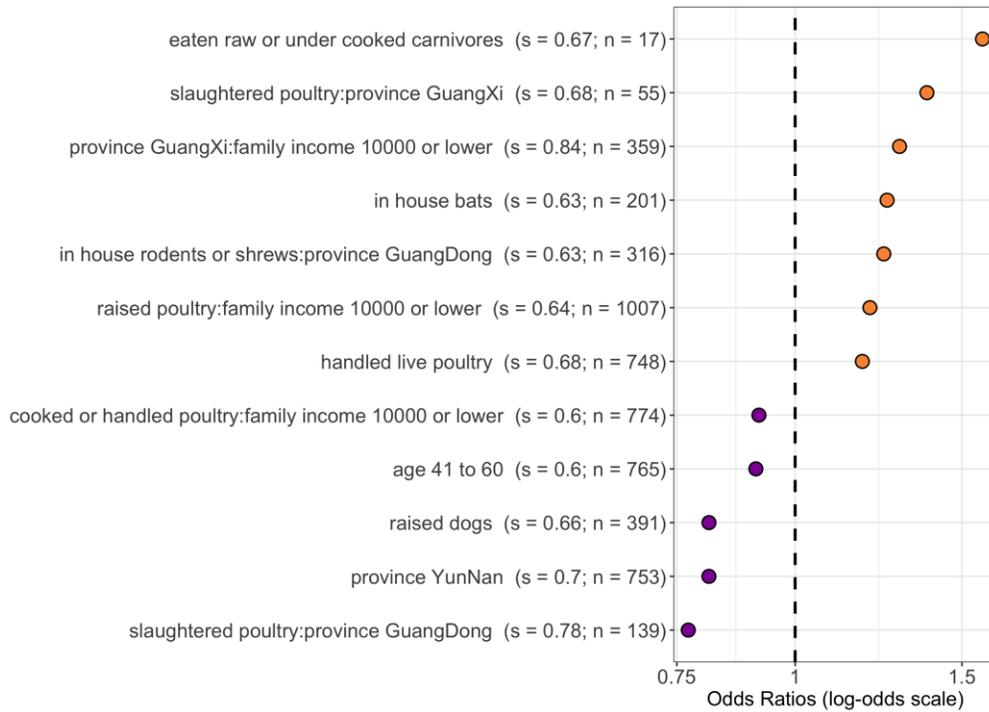 eaten raw or under cooked carnivores (s = 0.67; n = 17)
slaughtered poultry:province GuangXi (s = 0.68; n = 55)
province GuangXi:family income 10000 or lower (s = 0.84; n = 359)
in house bats (s = 0.63; n = 201)
in house rodents or shrews:province GuangDong (s = 0.63; n = 316)
raised poultry:family income 10000 or lower (s = 0.64; n = 1007)
handled live poultry (s = 0.68; n = 748)
cooked or handled poultry:family income 10000 or lower (s = 0.6; n = 774)
age 41 to 60 (s = 0.6; n = 765)
raised dogs (s = 0.66; n = 391)
province YunNan (s = 0.7; n = 753)
slaughtered poultry:province GuangDong (s = 0.78; n = 139)
0.75 1 1.5
Odds Ratios (log-odds scale)